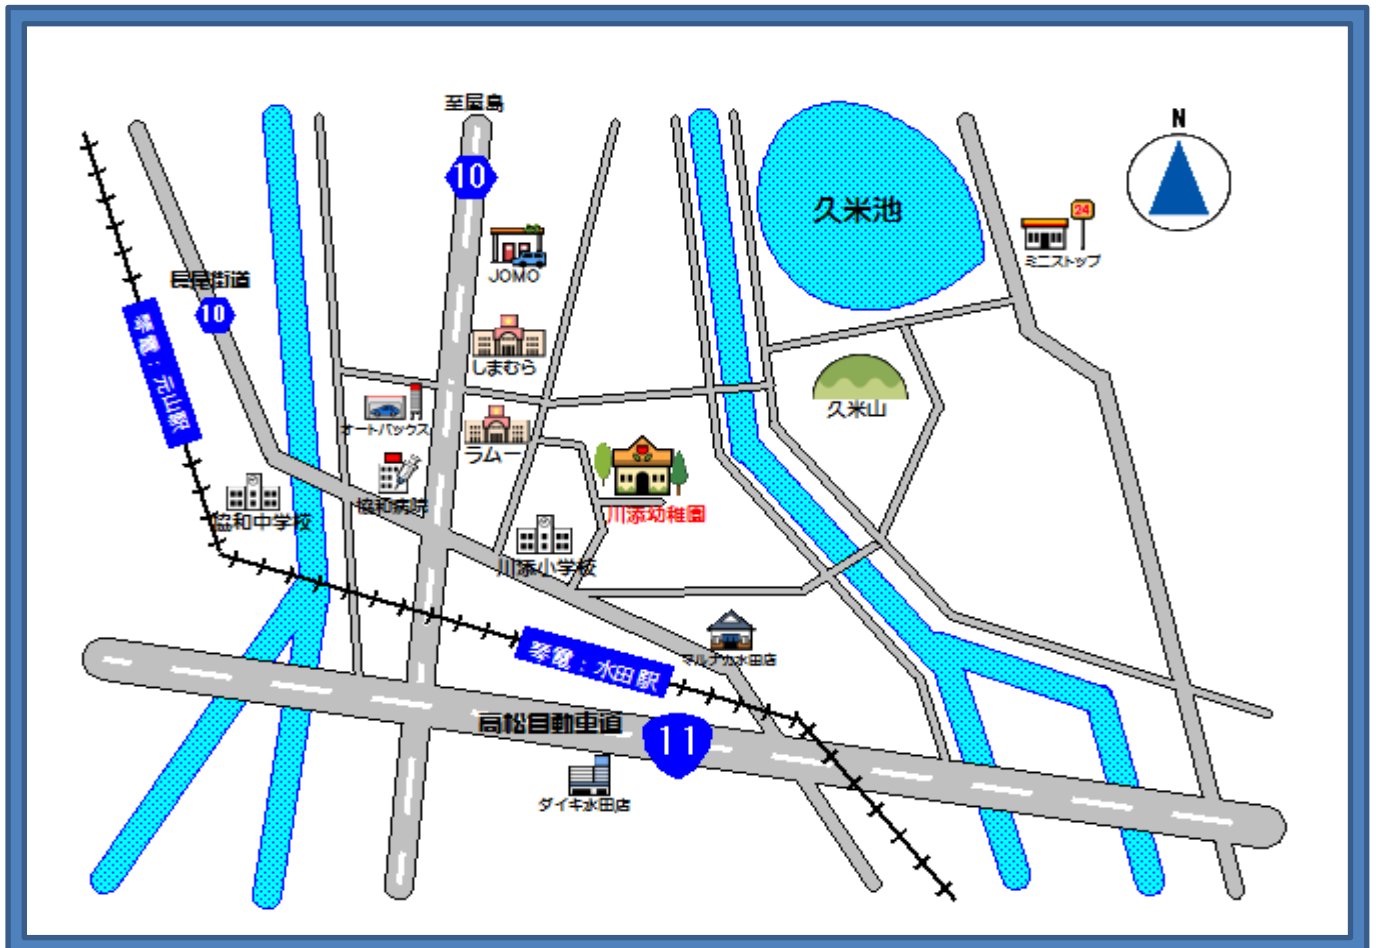 至屋島
N
10
久米池
24
ミニストップ
JOMO
長尾街道
10
琴電：元山駅
しまむら
久米山
オートバックス
ラムー
協和病院
川添幼稚園
協和中学校
川添小学校
マルナカ水田店
琴電：水田駅
高松自動車道
11
ダイキ水田店